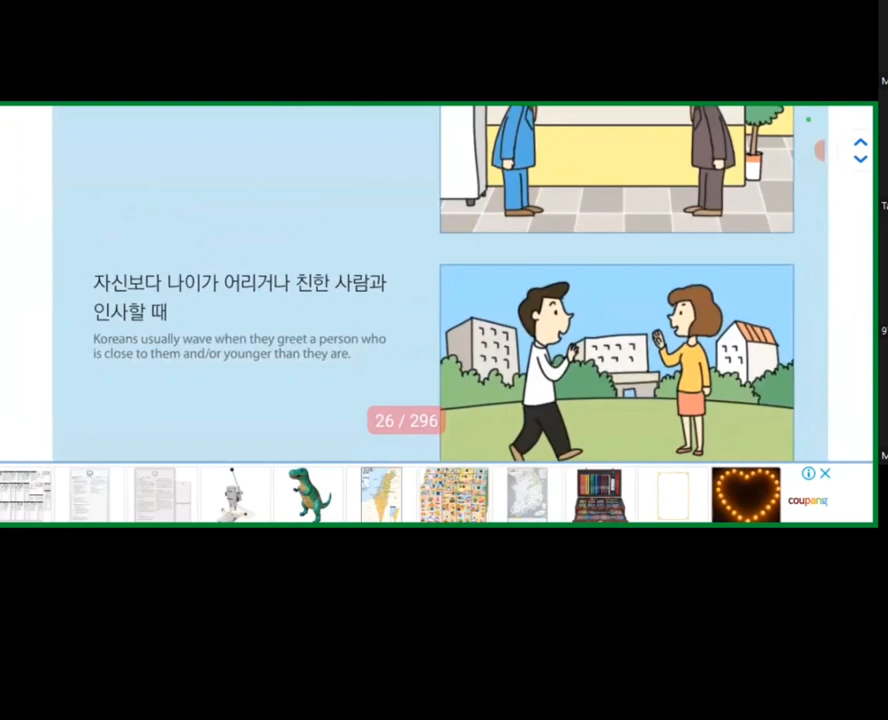 자신보다 나이가 어리거나 친한 사람과
인사할 때
Koreans usually wave when they greet a person who
is close to them and/or younger than they are.
26 / 296
coupang